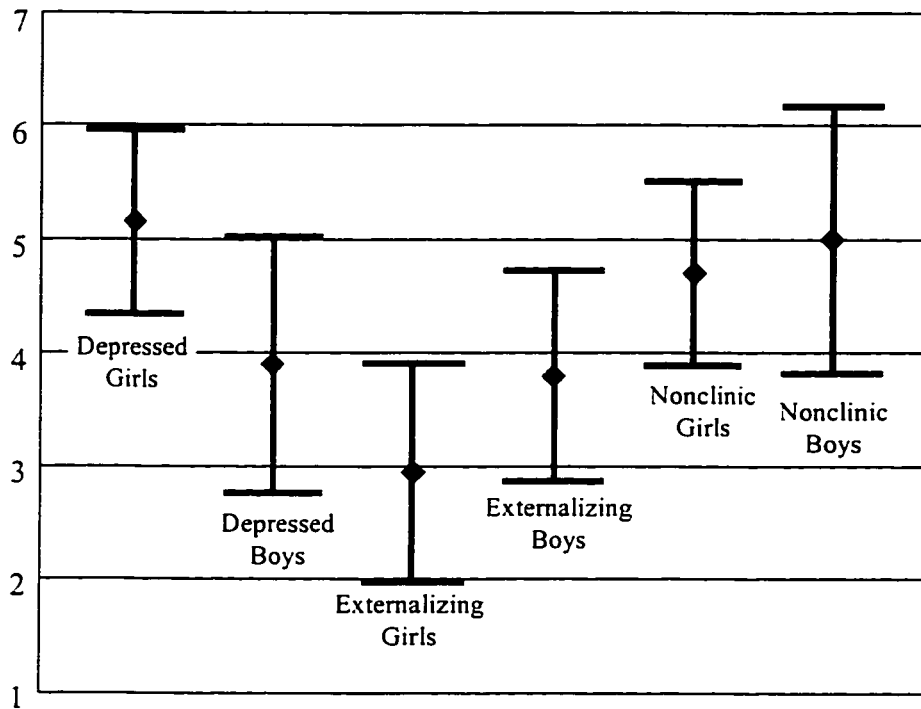 7
6
5
4
3
2
1
Depressed
Girls
Depressed
Boys
Externalizing
Girls
Externalizing
Boys
Nonclinic
Girls
Nonclinic
Boys